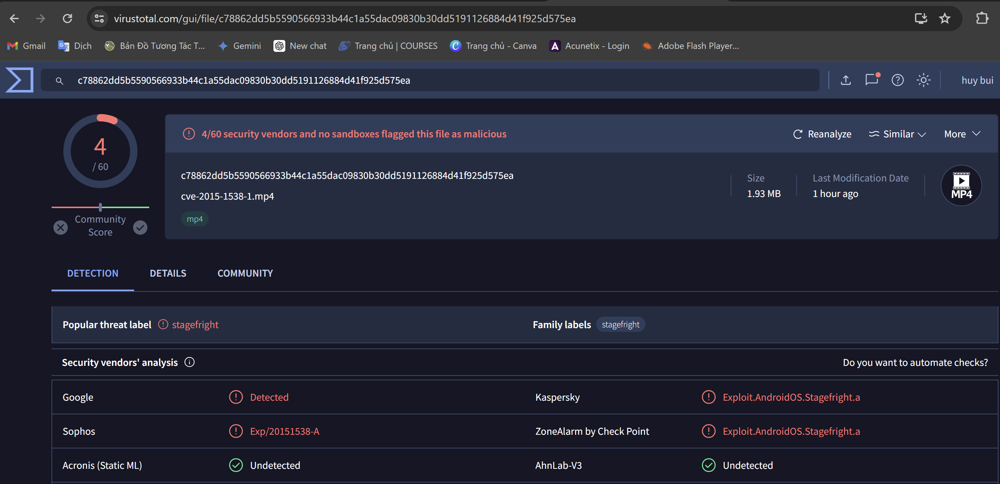 virustotal.com/gui/file/c78862dd5b5590566933b44c1a55dac09830b30dd5191126884d41f925d575ea
Gmail
Dịch
Bản Đồ Tương Tác T...
Gemini
New chat
Trang chủ | COURSES
Trang chủ - Canva
Acunetix - Login
Adobe Flash Player...
c78862dd5b5590566933b44c1a55dac09830b30dd5191126884d41f925d575ea
huy bui
4
/ 60
Community
Score
4/60 security vendors and no sandboxes flagged this file as malicious
Reanalyze
Similar
More
c78862dd5b5590566933b44c1a55dac09830b30dd5191126884d41f925d575ea
cve-2015-1538-1.mp4
mp4
Size
1.93 MB
Last Modification Date
1 hour ago
MP4
DETECTION
DETAILS
COMMUNITY
Popular threat label
stagefright
Family labels
stagefright
Security vendors' analysis
Do you want to automate checks?
Google
Detected
Kaspersky
Exploit.AndroidOS.Stagefright.a
Sophos
Exp/20151538-A
ZoneAlarm by Check Point
Exploit.AndroidOS.Stagefright.a
Acronis (Static ML)
Undetected
AhnLab-V3
Undetected